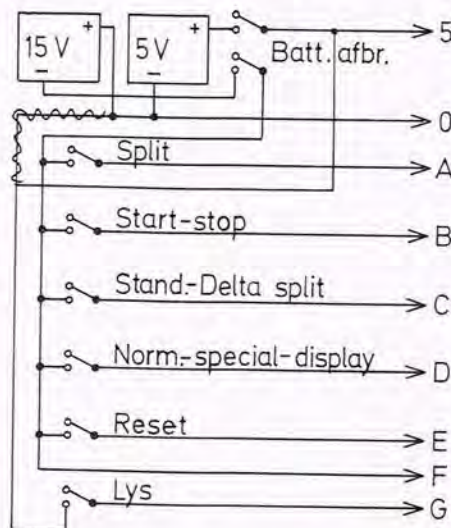 15 V + −
5 V + −
Batt. afbr.
5
0
Split
A
Start-stop
B
Stand.-Delta split
C
Norm.-special-display
D
Reset
E
F
Lys
G